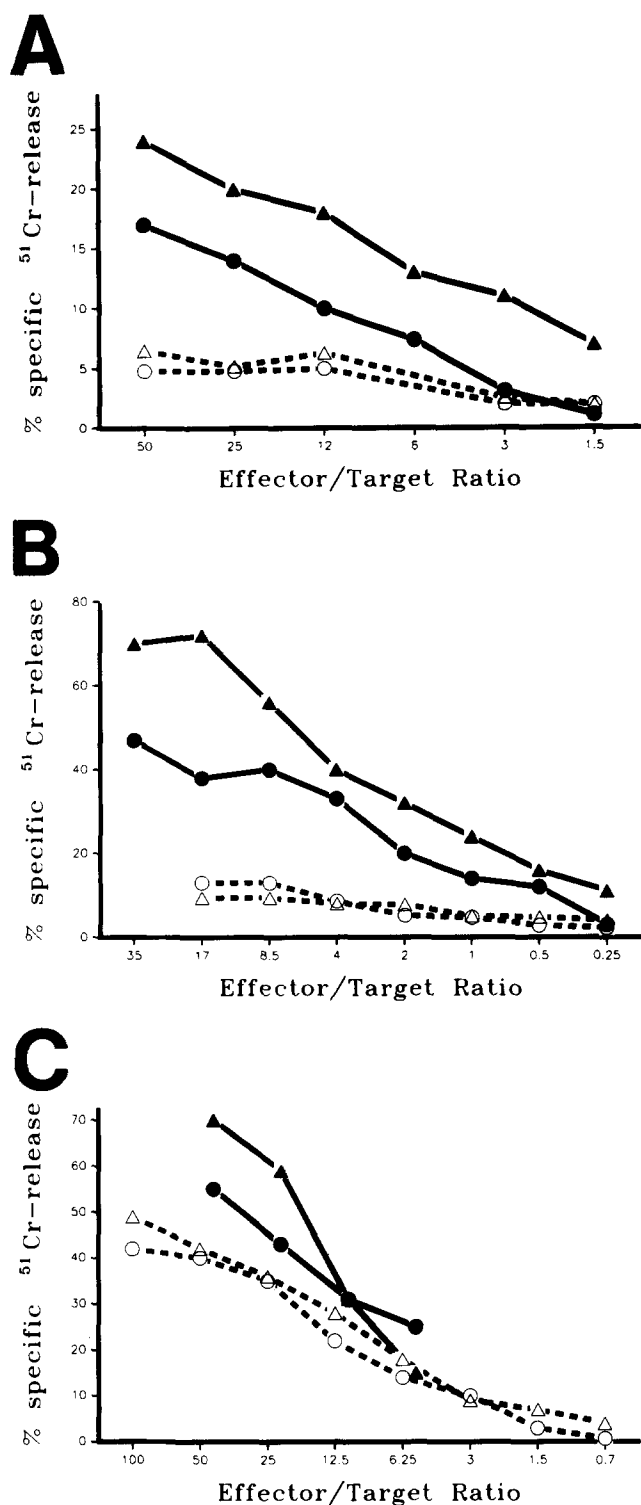 A
% specific ⁵¹Cr-release
25
20
15
10
5
0
50 25 12 6 3 1.5
Effector/Target Ratio
B
% specific ⁵¹Cr-release
80
60
40
20
0
35 17 8.5 4 2 1 0.5 0.25
Effector/Target Ratio
C
% specific ⁵¹Cr-release
70
60
50
40
30
20
10
0
100 50 25 12.5 6.25 3 1.5 0.7
Effector/Target Ratio